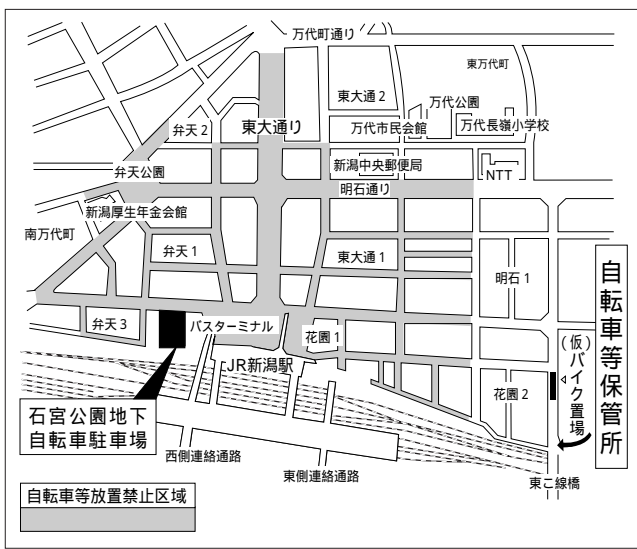 万代町通り
東万代町
東大通2
万代公園
弁天2
東大通り
万代市民会館
万代長嶺小学校
弁天公園
新潟中央郵便局
NTT
明石通り
新潟厚生年金会館
南万代町
弁天1
東大通1
明石1
自転車等保管所
(仮)バイク置場
弁天3
バスターミナル
花園1
JR新潟駅
花園2
石宮公園地下
自転車駐車場
西側連絡通路
東側連絡通路
東こ線橋
自転車等放置禁止区域